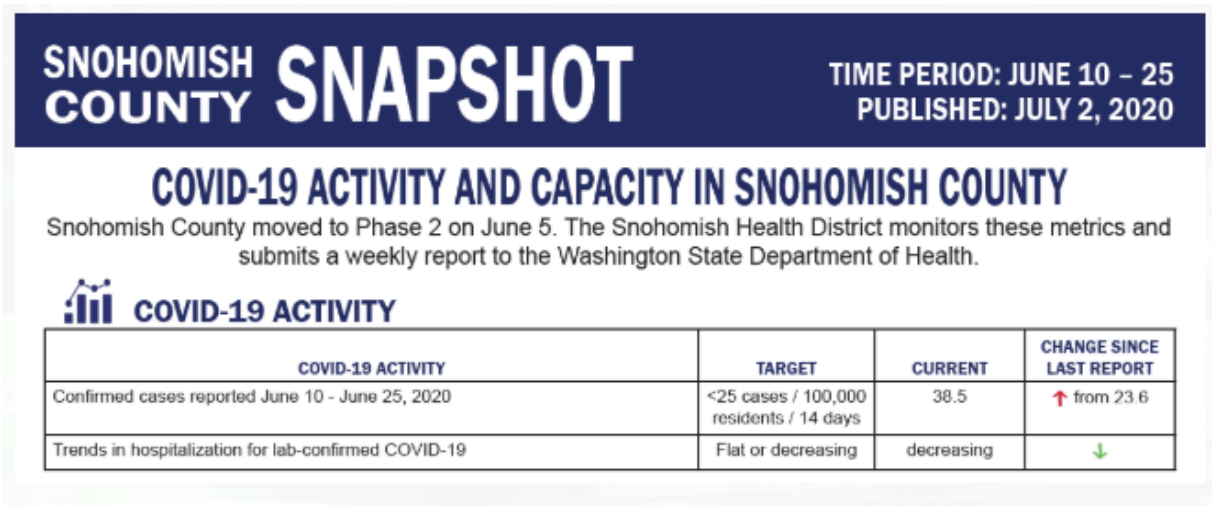 SNOHOMISH COUNTY SNAPSHOT
TIME PERIOD: JUNE 10 – 25
PUBLISHED: JULY 2, 2020
COVID-19 ACTIVITY AND CAPACITY IN SNOHOMISH COUNTY
Snohomish County moved to Phase 2 on June 5. The Snohomish Health District monitors these metrics and
submits a weekly report to the Washington State Department of Health.
COVID-19 ACTIVITY
COVID-19 ACTIVITY TARGET CURRENT CHANGE SINCE LAST REPORT
Confirmed cases reported June 10 - June 25, 2020 <25 cases / 100,000 residents / 14 days 38.5 ↑ from 23.6
Trends in hospitalization for lab-confirmed COVID-19 Flat or decreasing decreasing ↓